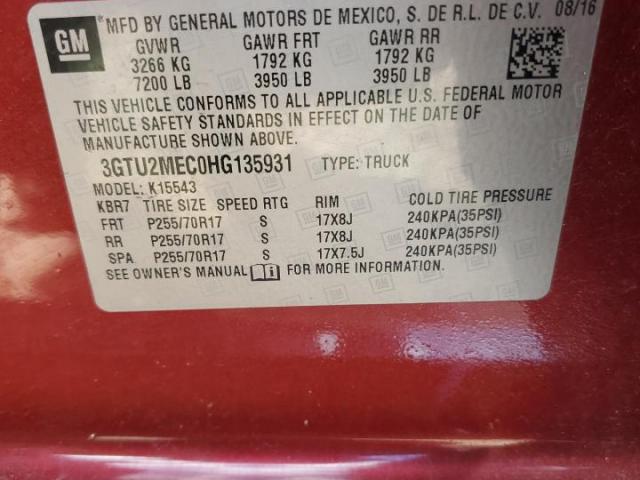 GM
MFD BY GENERAL MOTORS DE MEXICO, S. DE R.L. DE C.V. 08/16
GVWR GAWR FRT GAWR RR
3266 KG 1792 KG 1792 KG
7200 LB 3950 LB 3950 LB
THIS VEHICLE CONFORMS TO ALL APPLICABLE U.S. FEDERAL MOTOR
VEHICLE SAFETY STANDARDS IN EFFECT ON THE DATE OF
MANUFACTURE SHOWN ABOVE.
3GTU2MEC0HG135931 TYPE: TRUCK
MODEL: K15543
KBR7 TIRE SIZE SPEED RTG RIM COLD TIRE PRESSURE
FRT P255/70R17 S 17X8J 240KPA(35PSI)
RR P255/70R17 S 17X8J 240KPA(35PSI)
SPA P255/70R17 S 17X7.5J 240KPA(35PSI)
SEE OWNER'S MANUAL FOR MORE INFORMATION.